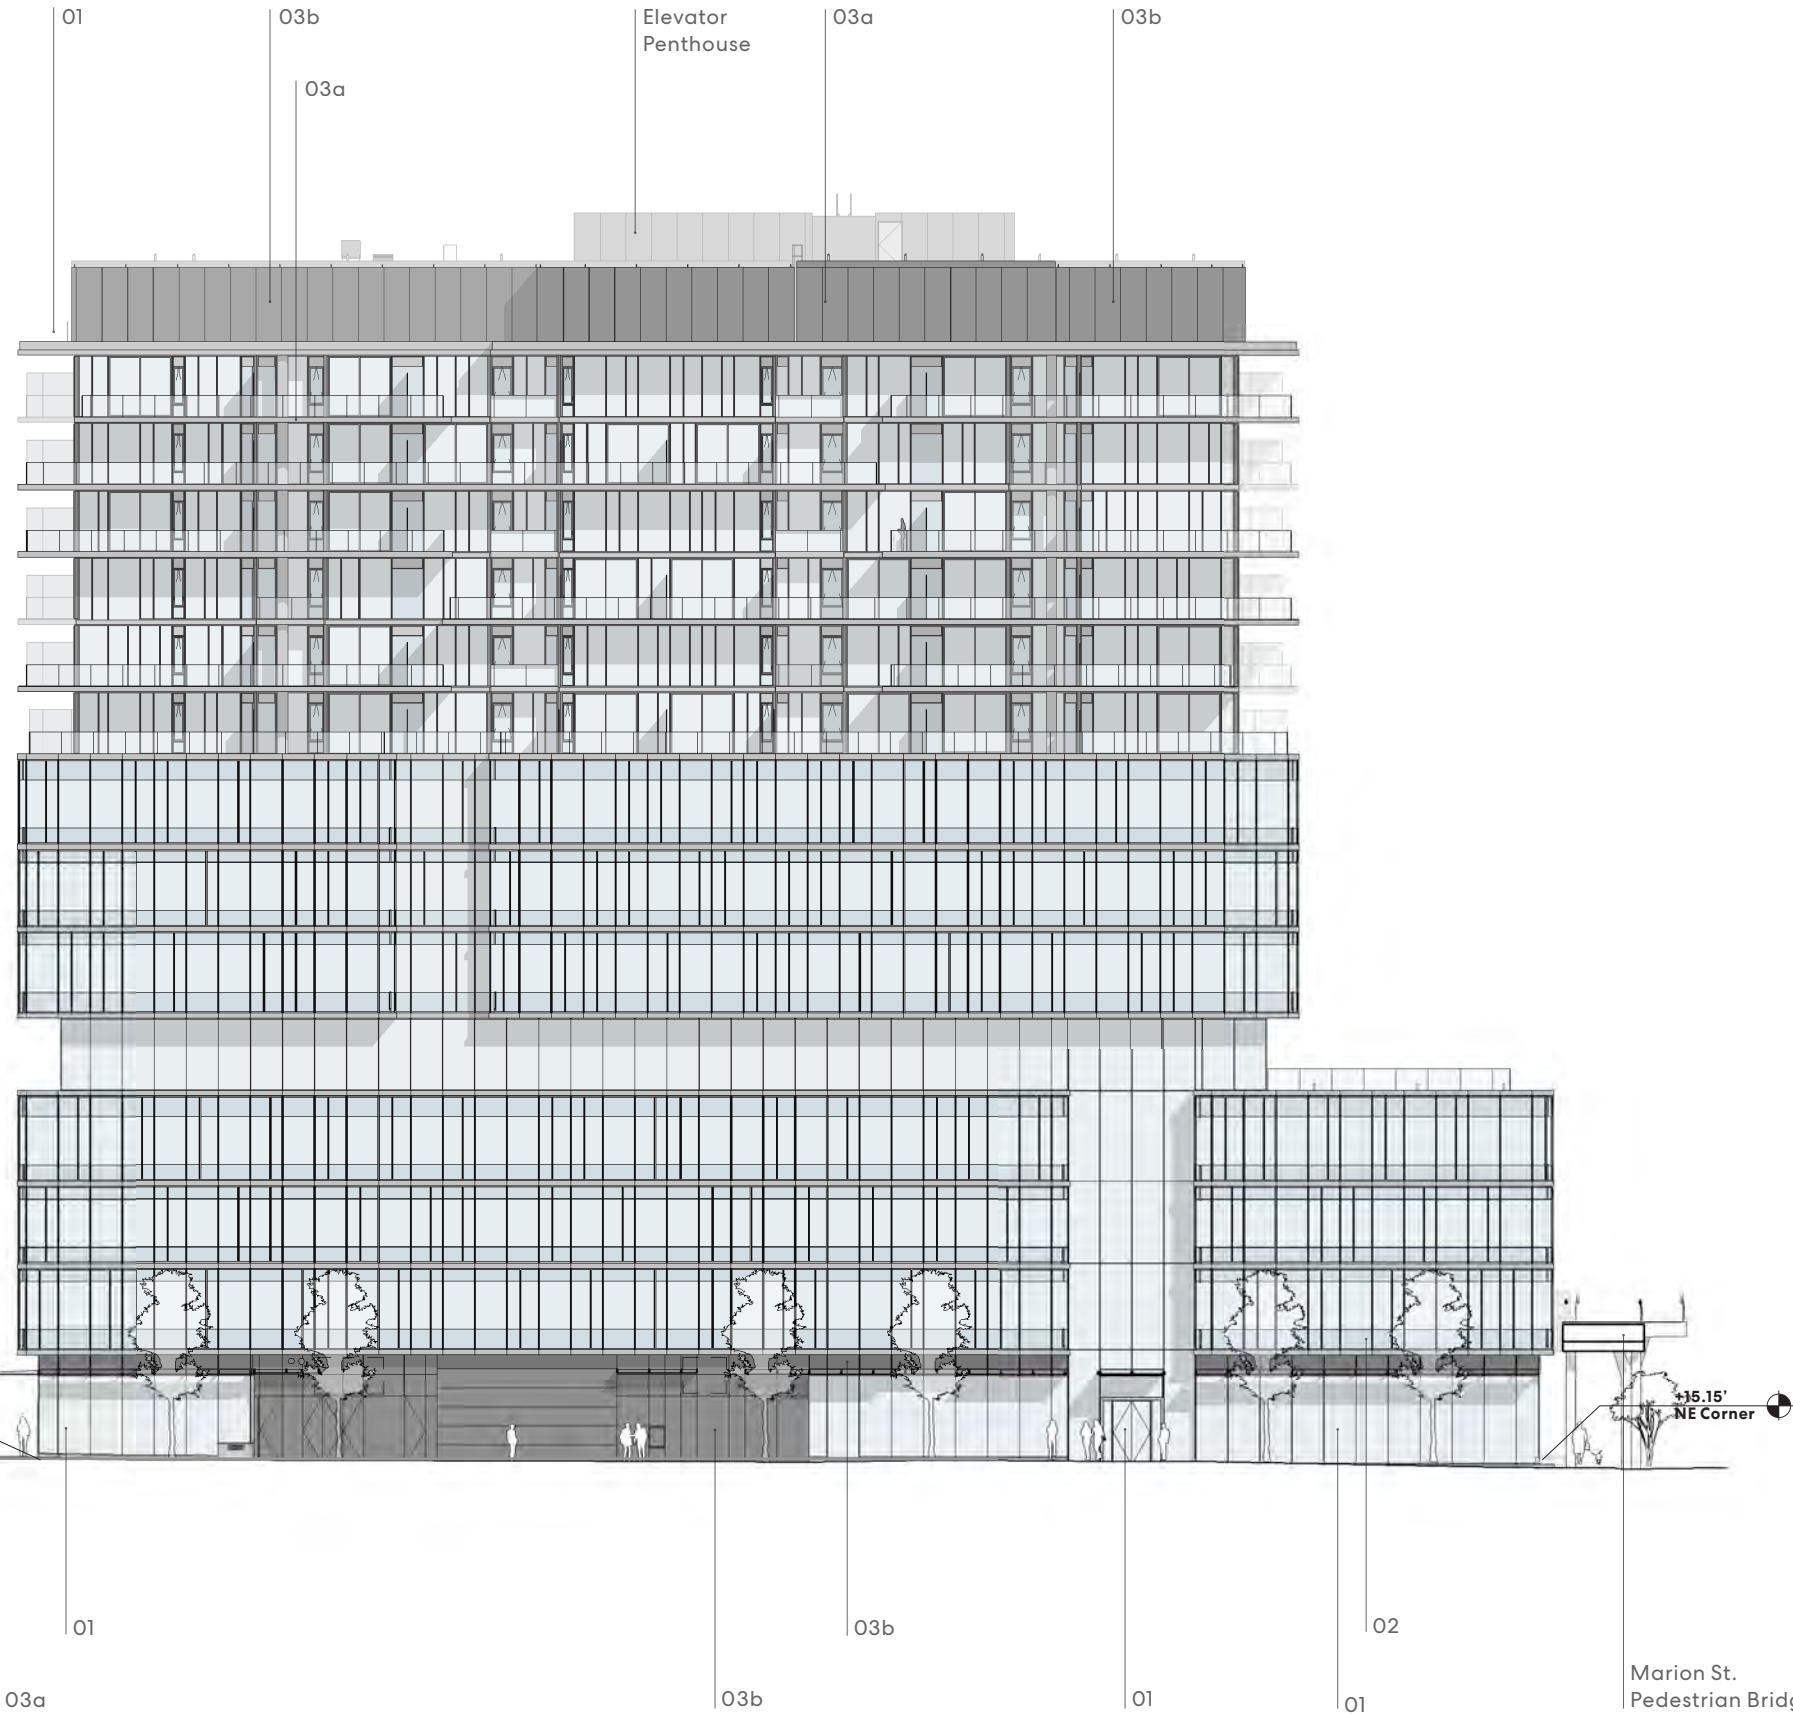 01
03b
Elevator
Penthouse
03a
03b
03a
+15.15’
NE Corner
01
03b
02
03a
03b
01
01
Marion St.
Pedestrian